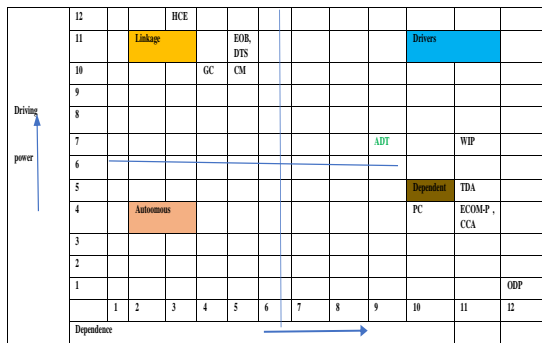 12 HCE
11 Linkage EOB, Drivers
DTS
10 GC CM
9
Driving
8
7 ADT WIP
power
6
5 Dependent TDA
4 Autoomous PC ECOM-P ,
CCA
3
2
1 ODP
1 2 3 4 5 6 7 8 9 10 11 12
Dependence